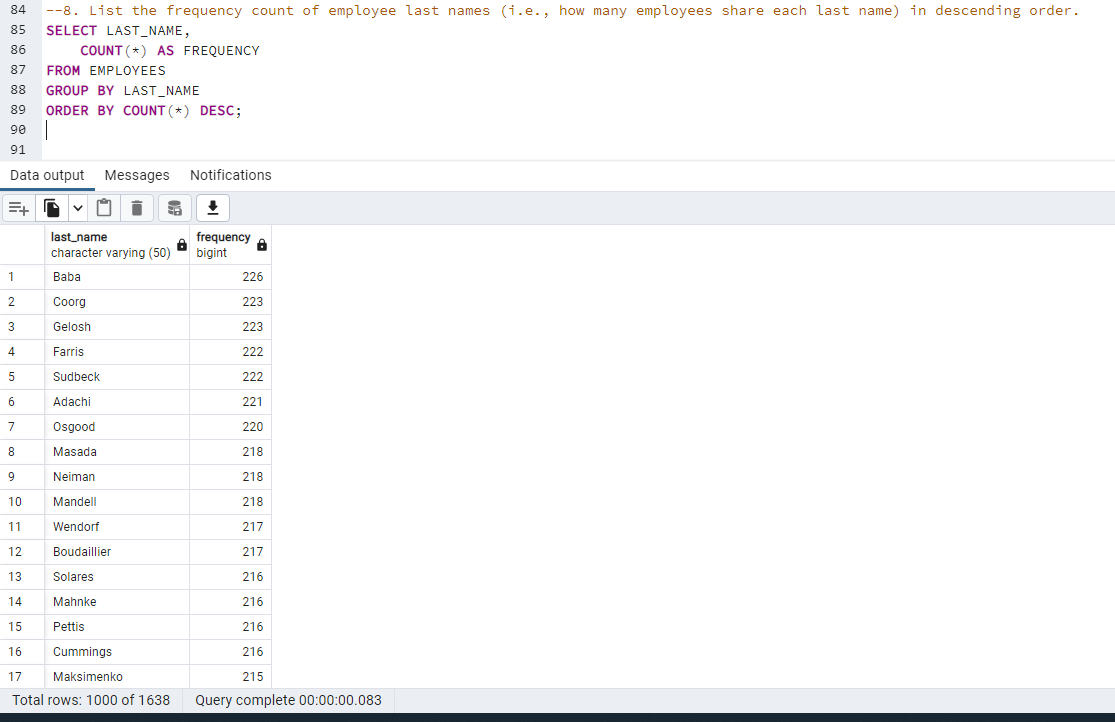 84 --8. List the frequency count of employee last names (i.e., how many employees share each last name) in descending order.
85 SELECT LAST_NAME,
86 COUNT(*) AS FREQUENCY
87 FROM EMPLOYEES
88 GROUP BY LAST_NAME
89 ORDER BY COUNT(*) DESC;
90
91
Data output Messages Notifications
last_name frequency
character varying (50) bigint
1 Baba 226
2 Coorg 223
3 Gelosh 223
4 Farris 222
5 Sudbeck 222
6 Adachi 221
7 Osgood 220
8 Masada 218
9 Neiman 218
10 Mandell 218
11 Wendorf 217
12 Boudaillier 217
13 Solares 216
14 Mahnke 216
15 Pettis 216
16 Cummings 216
17 Maksimenko 215
Total rows: 1000 of 1638 Query complete 00:00:00.083